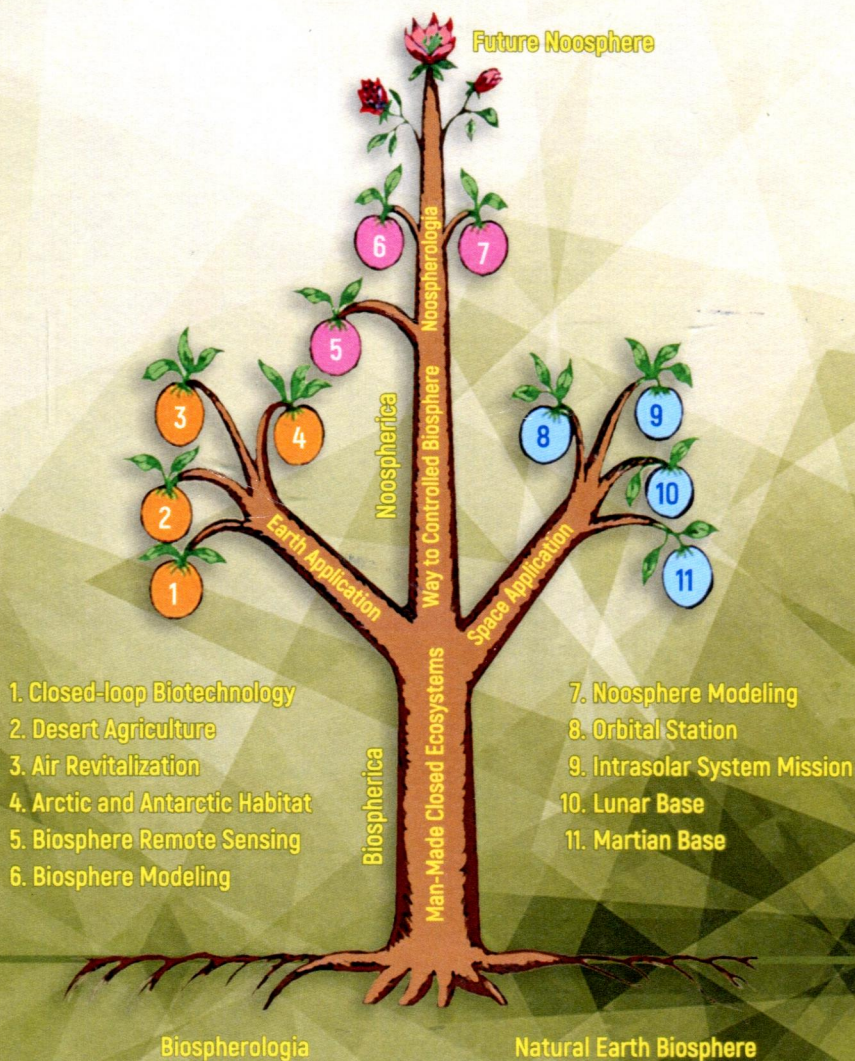 Future Noosphere
6
7
Noospherologia
5
3
4
8
9
Noospherica
Way to Controlled Biosphere
2
10
1
11
Earth Application
Space Application
1. Closed-loop Biotechnology
2. Desert Agriculture
3. Air Revitalization
4. Arctic and Antarctic Habitat
5. Biosphere Remote Sensing
6. Biosphere Modeling
Biospherica
Man-Made Closed Ecosystems
7. Noosphere Modeling
8. Orbital Station
9. Intrasolar System Mission
10. Lunar Base
11. Martian Base
Biospherologia
Natural Earth Biosphere